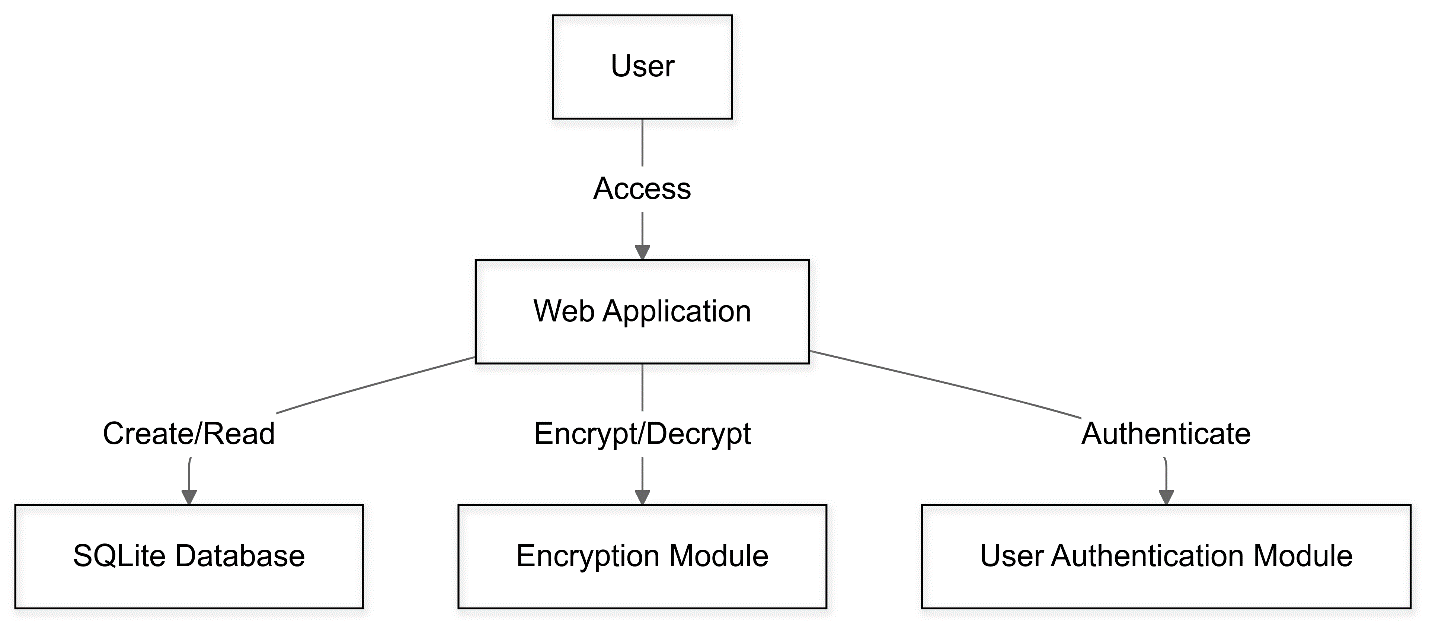 User
Access
Web Application
Create/Read
Encrypt/Decrypt
Authenticate
SQLite Database
Encryption Module
User Authentication Module